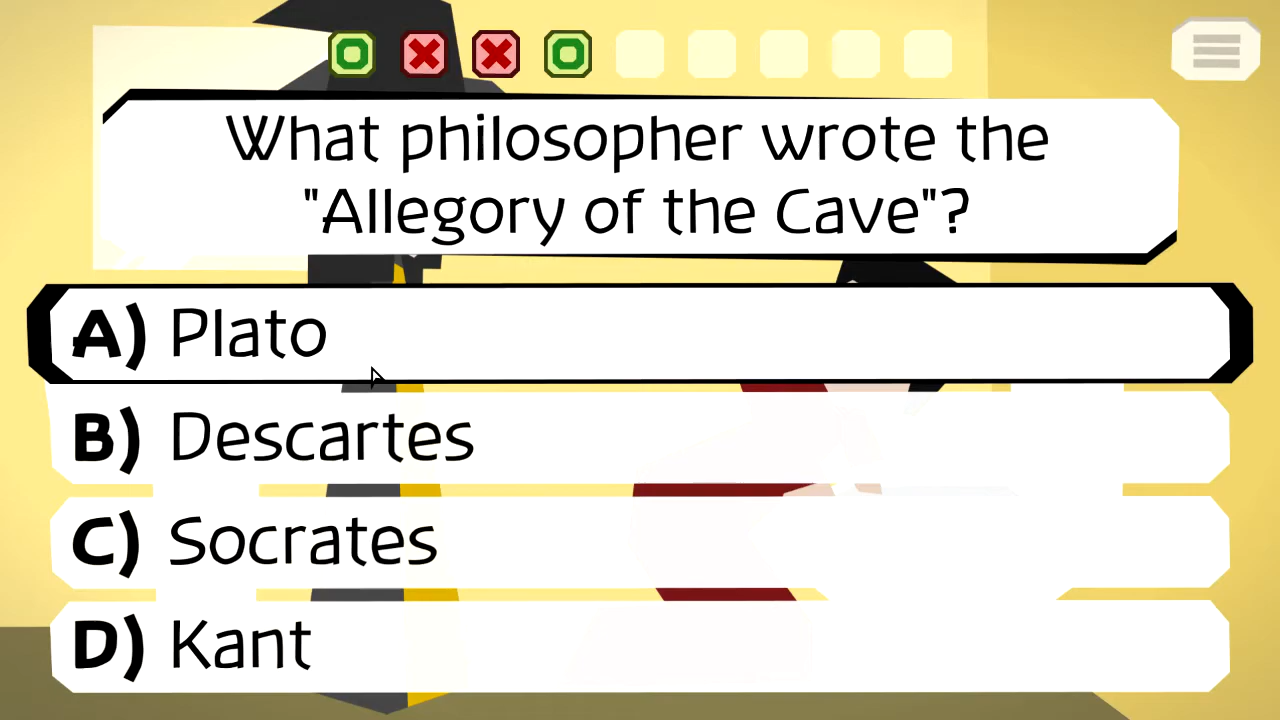 What philosopher wrote the
"Allegory of the Cave"?
A) Plato
B) Descartes
C) Socrates
D) Kant